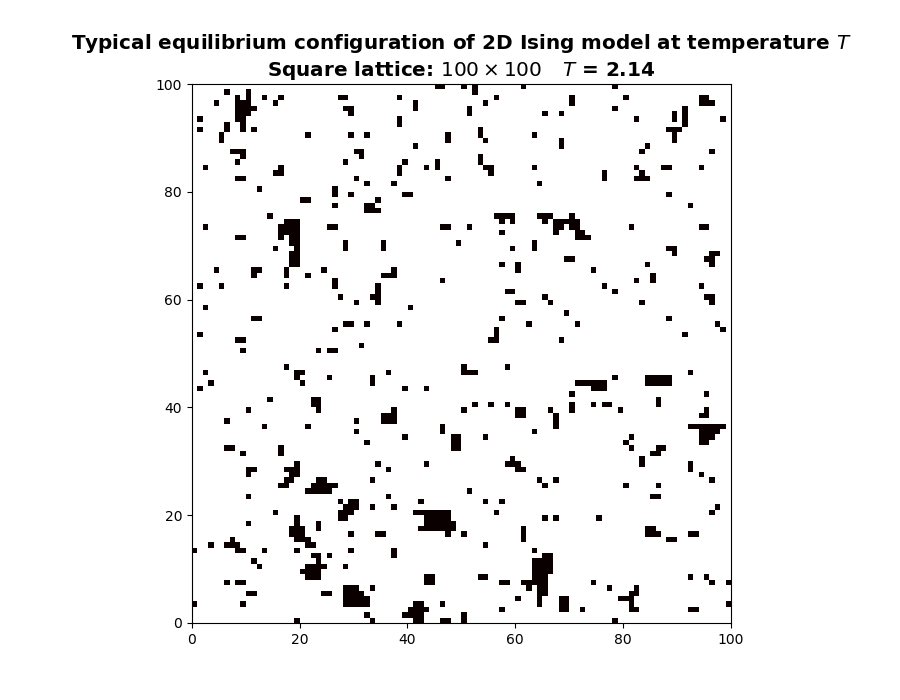 Typical equilibrium configuration of 2D Ising model at temperature T
Square lattice: 100 × 100 T = 2.14
100
80
60
40
20
0
0 20 40 60 80 100